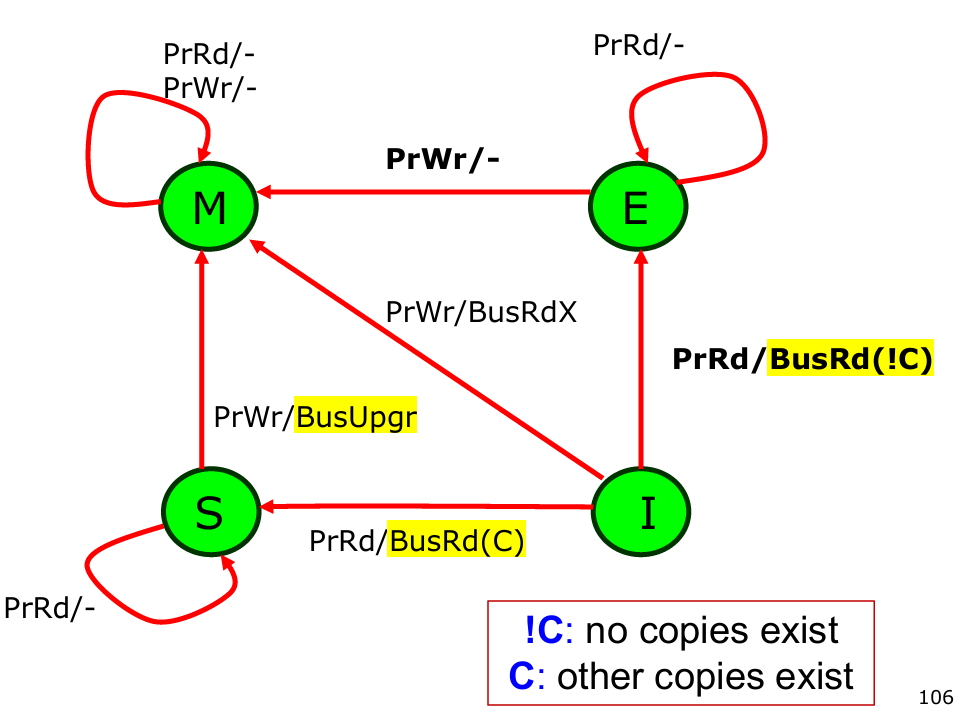 PrRd/-
PrWr/-
PrRd/-
PrWr/-
M
E
PrWr/BusRdX
PrRd/BusRd(!C)
PrWr/BusUpgr
S
I
PrRd/BusRd(C)
PrRd/-
!C: no copies exist
C: other copies exist
106